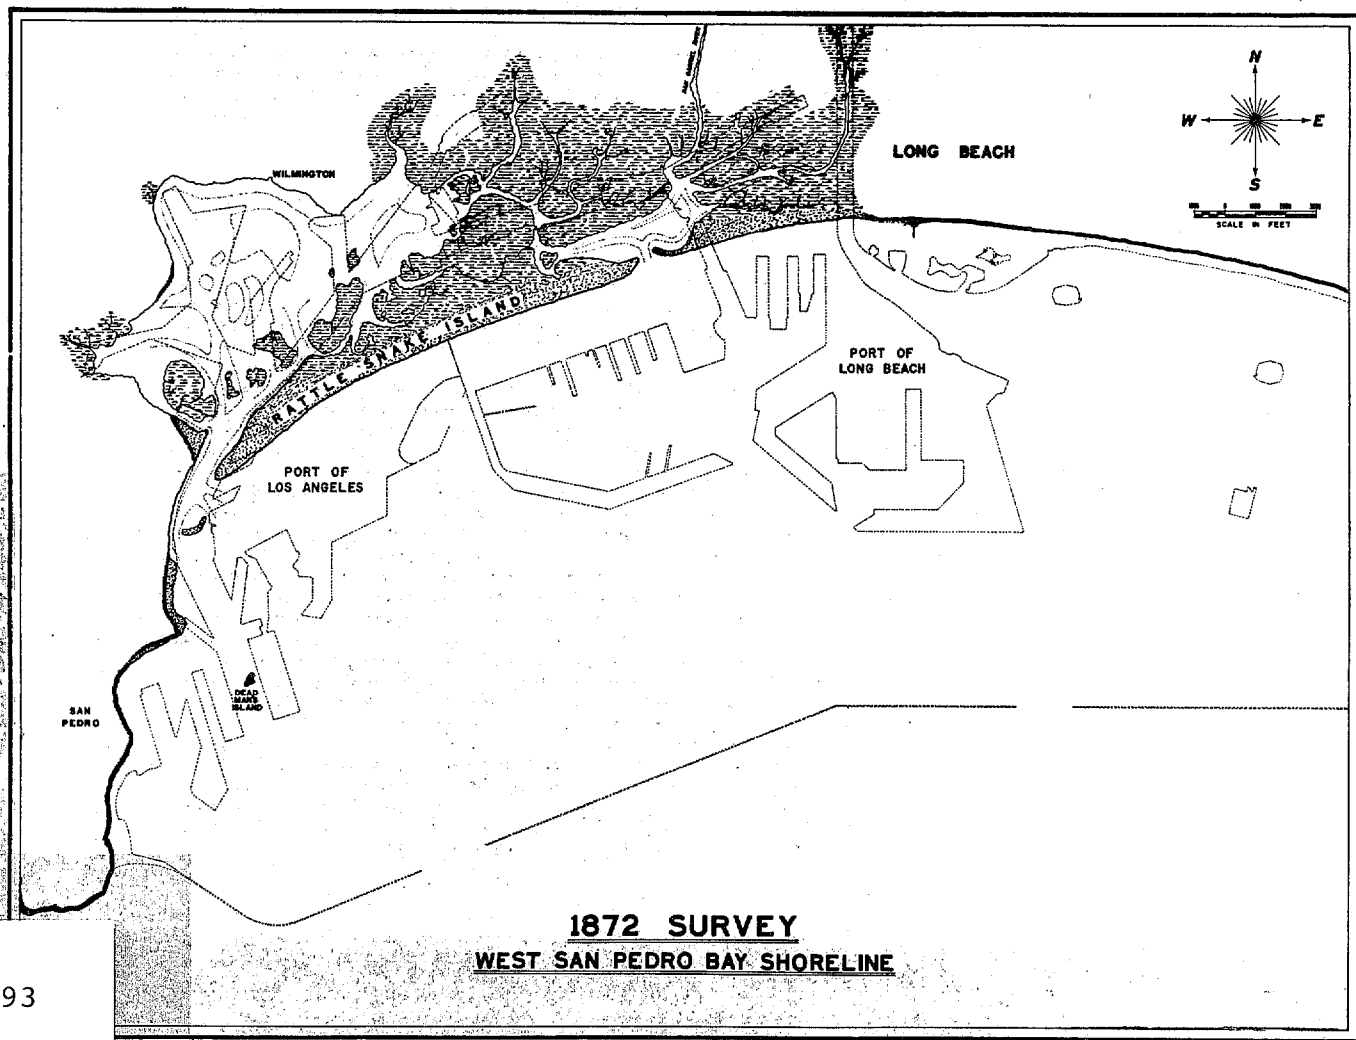 N
W E
S
LONG BEACH
SCALE IN FEET
WILMINGTON
RATTLE SNAKE ISLAND
PORT OF
LONG BEACH
PORT OF
LOS ANGELES
DEAD
MAN'S
ISLAND
SAN
PEDRO
1872 SURVEY
WEST SAN PEDRO BAY SHORELINE
93